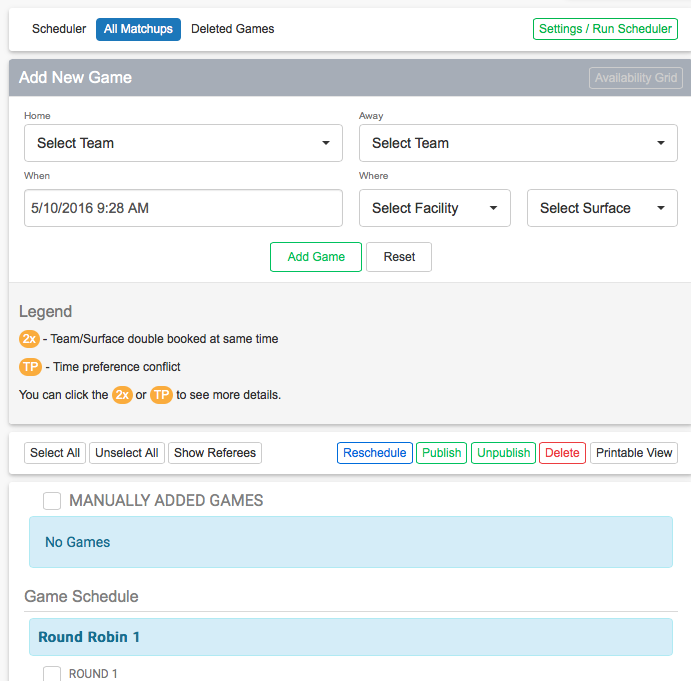 Scheduler All Matchups Deleted Games Settings / Run Scheduler
Add New Game Availability Grid
Home Away
Select Team Select Team
When Where
5/10/2016 9:28 AM Select Facility Select Surface
Add Game Reset
Legend
2x - Team/Surface double booked at same time
TP - Time preference conflict
You can click the 2x or TP to see more details.
Select All Unselect All Show Referees Reschedule Publish Unpublish Delete Printable View
MANUALLY ADDED GAMES
No Games
Game Schedule
Round Robin 1
ROUND 1